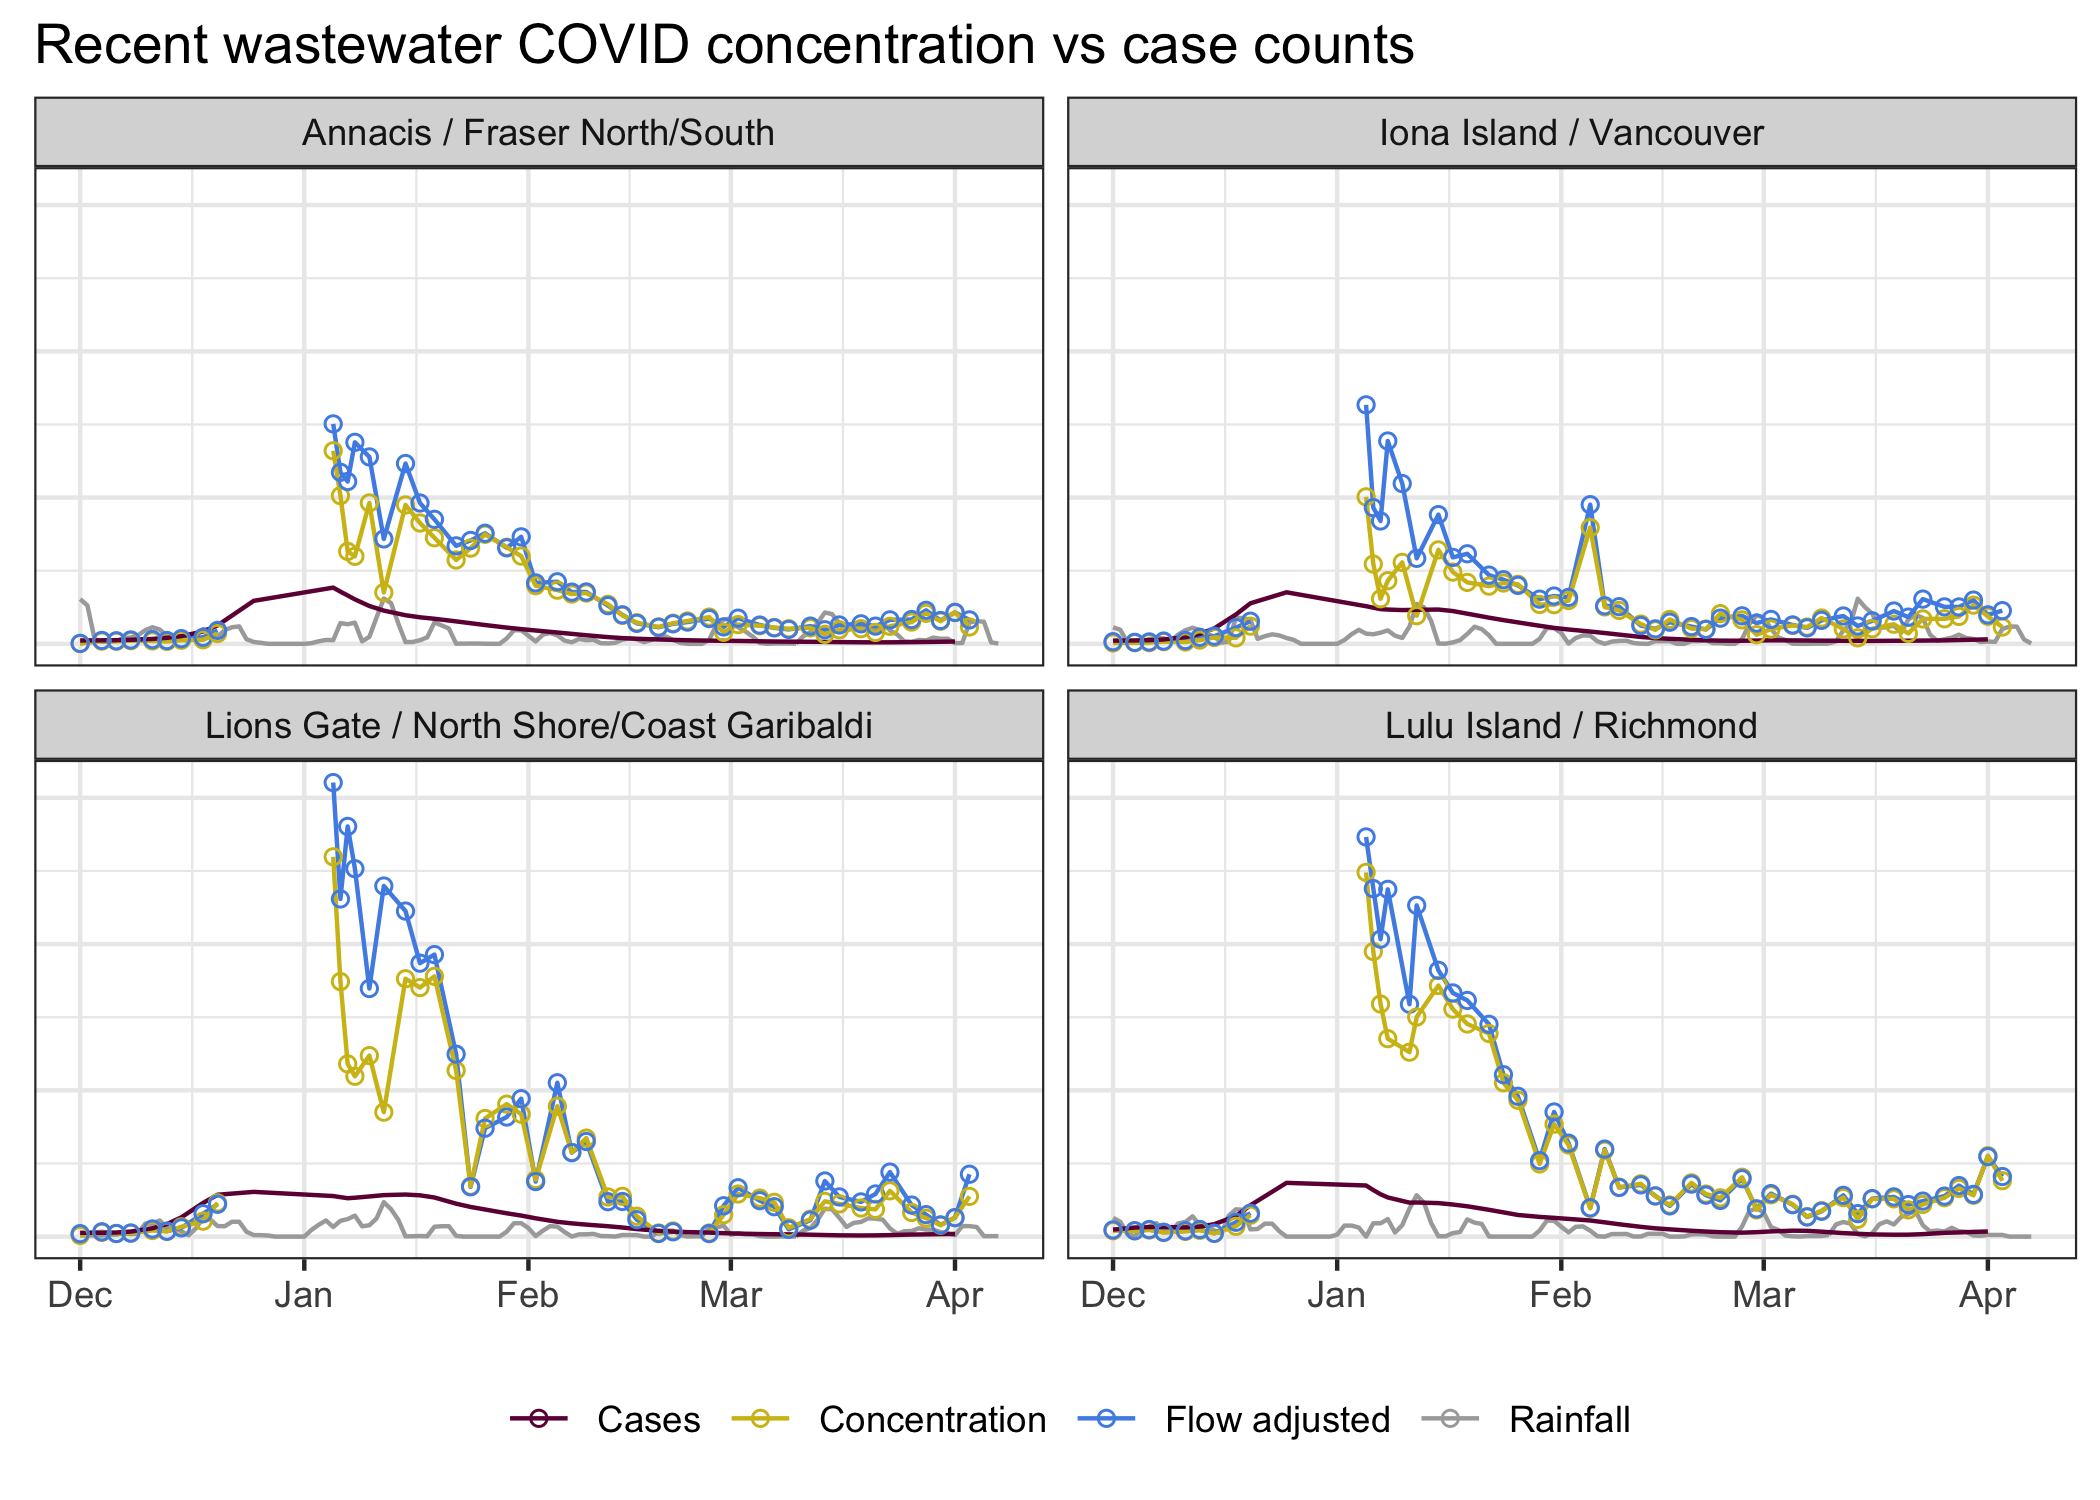 Recent wastewater COVID concentration vs case counts
Annacis / Fraser North/South
Iona Island / Vancouver
Lions Gate / North Shore/Coast Garibaldi
Lulu Island / Richmond
Dec Jan Feb Mar Apr
Dec Jan Feb Mar Apr
Cases Concentration Flow adjusted Rainfall